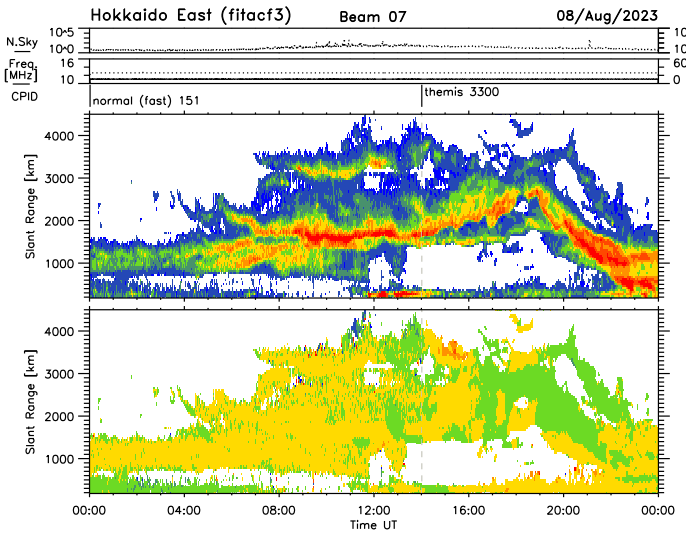 Hokkaido East (fitacf3) Beam 07 08/Aug/2023
N.Sky 10^5 10^0 10 10
Freq. [MHz] 16 10 60 0
CPID normal (fast) 151 themis 3300
Slant Range [km] 4000 3000 2000 1000
Slant Range [km] 4000 3000 2000 1000
00:00 04:00 08:00 12:00 16:00 20:00 00:00
Time UT